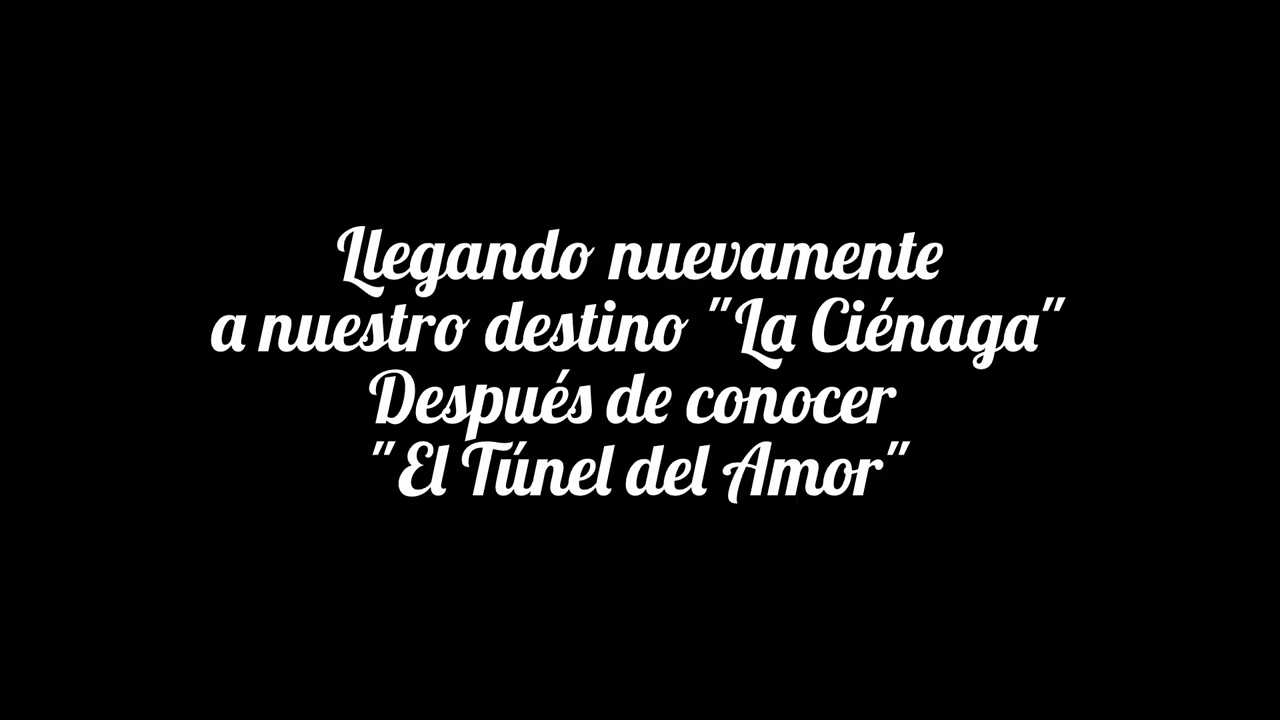 Llegando nuevamente
a nuestro destino "La Ciénaga"
Después de conocer
"El Túnel del Amor"